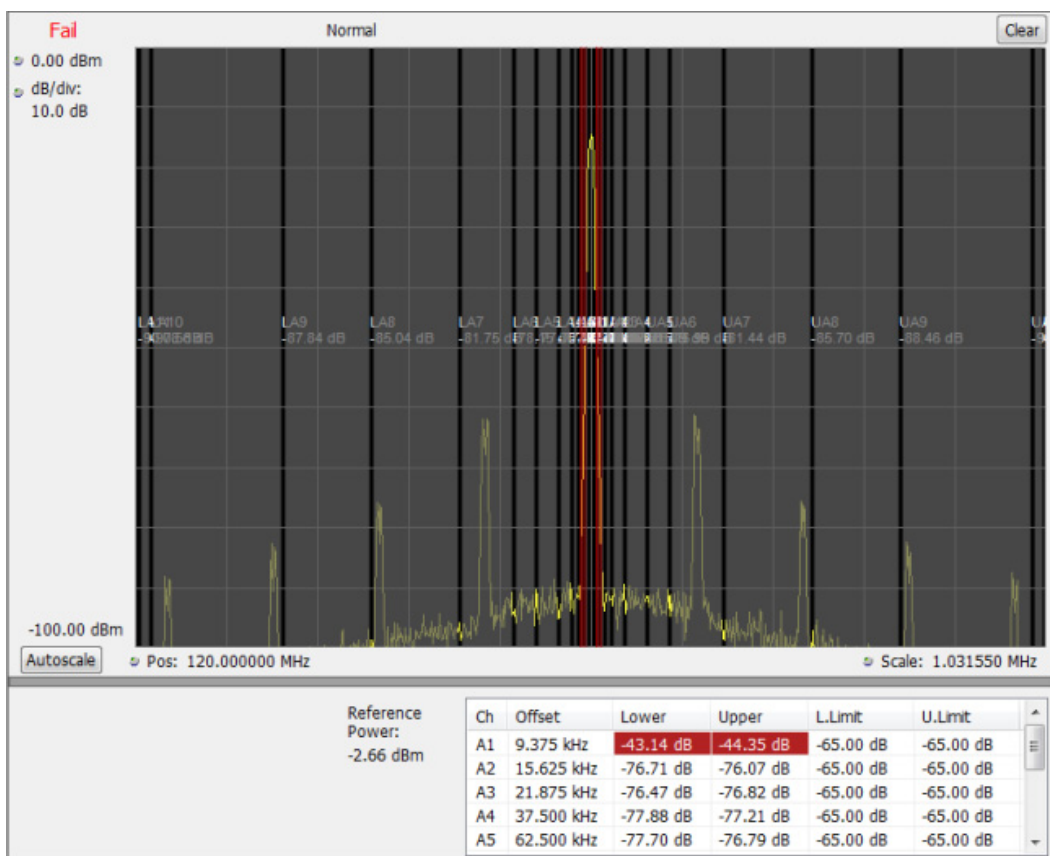 Fail
Normal
Clear
0.00 dBm
dB/div:
10.0 dB
LA9 LA8 LA7 UA7 UA8 UA9
-87.84 dB -85.04 dB -81.75 dB -81.44 dB -85.70 dB -88.46 dB
-100.00 dBm
Autoscale Pos: 120.000000 MHz Scale: 1.031550 MHz
Reference
Power:
-2.66 dBm
Ch Offset Lower Upper L.Limit U.Limit
A1 9.375 kHz -43.14 dB -44.35 dB -65.00 dB -65.00 dB
A2 15.625 kHz -76.71 dB -76.07 dB -65.00 dB -65.00 dB
A3 21.875 kHz -76.47 dB -76.82 dB -65.00 dB -65.00 dB
A4 37.500 kHz -77.88 dB -77.21 dB -65.00 dB -65.00 dB
A5 62.500 kHz -77.70 dB -76.79 dB -65.00 dB -65.00 dB